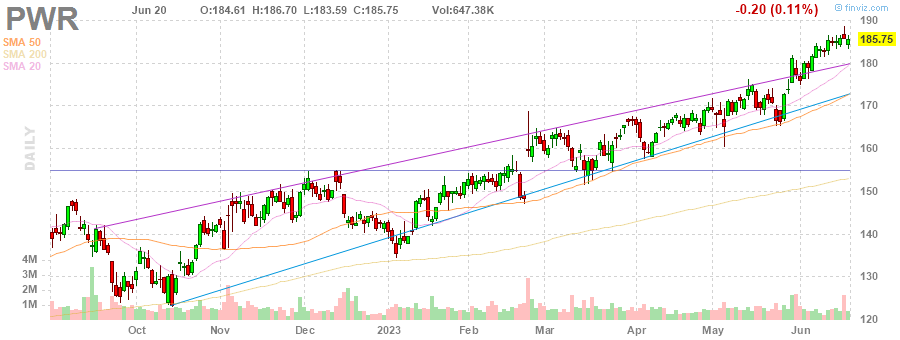 PWR Jun 20 O:184.61 H:186.70 L:183.59 C:185.75 Vol:647.38K -0.20 (0.11%) © finviz.com
SMA 50
SMA 200
SMA 20
DAILY
190
185.75
180
170
160
150
140
130
120
4M
3M
2M
1M
Oct Nov Dec 2023 Feb Mar Apr May Jun